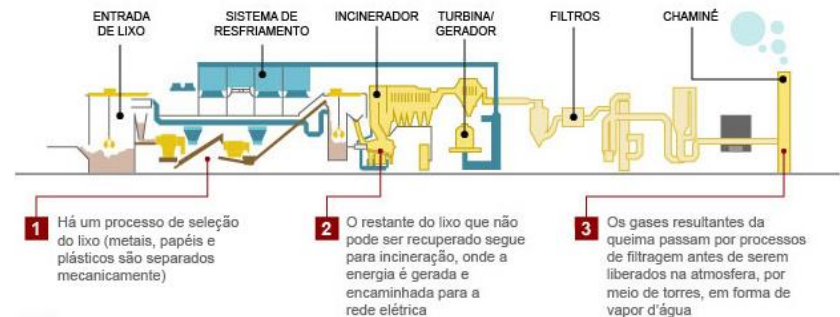 ENTRADA
DE LIXO
SISTEMA DE
RESFRIAMENTO
INCINERADOR
TURBINA/
GERADOR
FILTROS
CHAMINÉ
1
Há um processo de seleção
do lixo (metais, papéis e
plásticos são separados
mecanicamente)
2
O restante do lixo que não
pode ser recuperado segue
para incineração, onde a
energia é gerada e
encaminhada para a
rede elétrica
3
Os gases resultantes da
queima passam por processos
de filtragem antes de serem
liberados na atmosfera, por
meio de torres, em forma de
vapor d'água